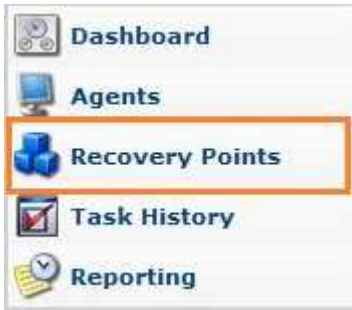 Dashboard
Agents
Recovery Points
Task History
Reporting